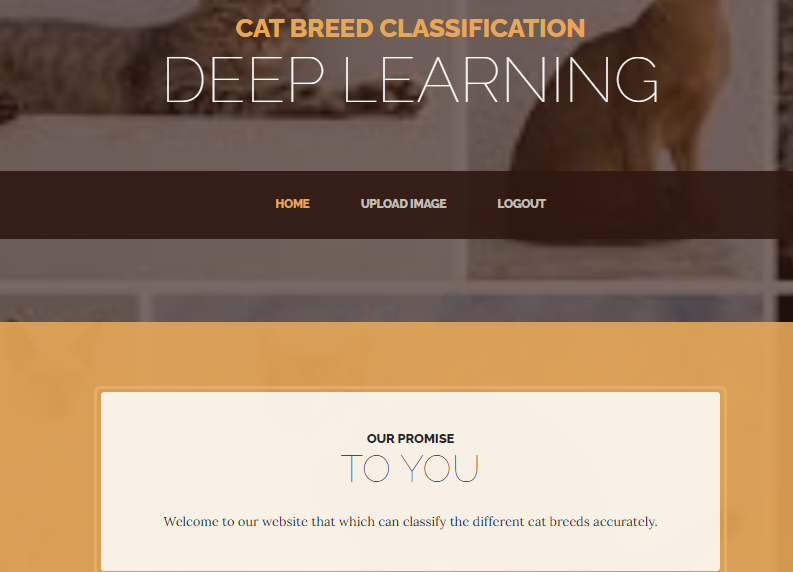 CAT BREED CLASSIFICATION
DEEP LEARNING
HOME UPLOAD IMAGE LOGOUT
OUR PROMISE
TO YOU
Welcome to our website that which can classify the different cat breeds accurately.